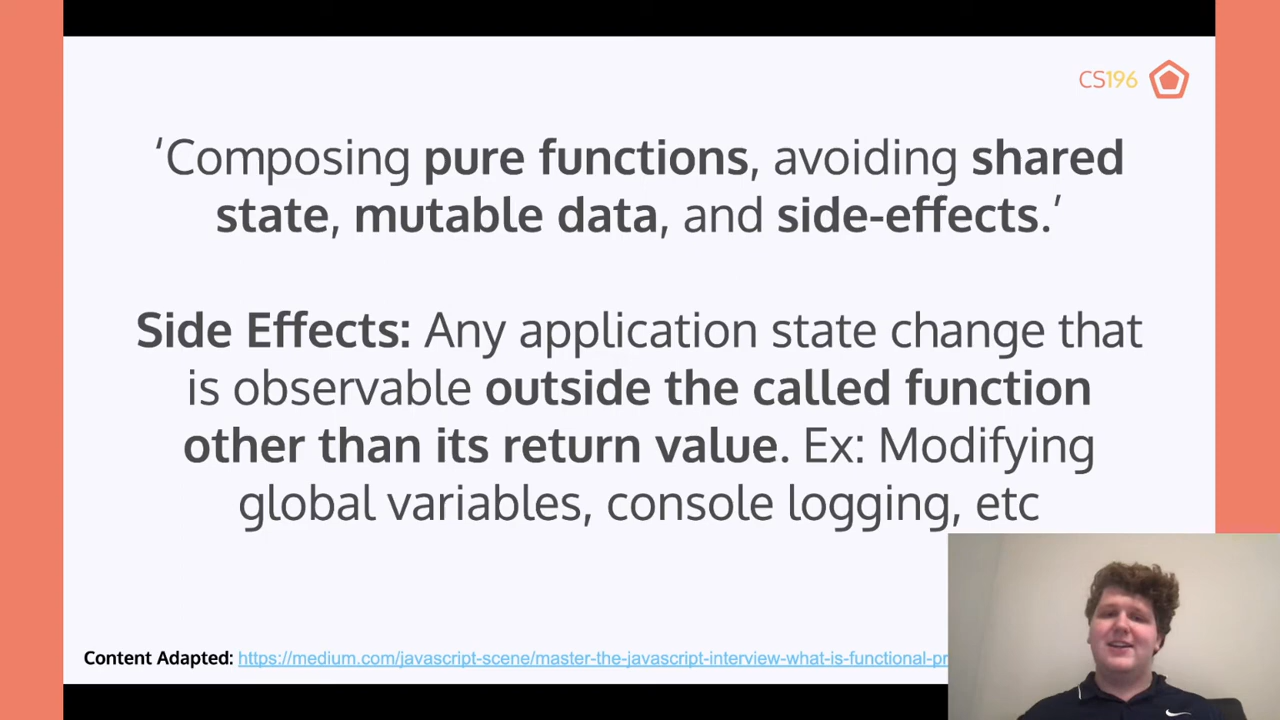 CS196
‘Composing pure functions, avoiding shared
state, mutable data, and side-effects.’
Side Effects: Any application state change that
is observable outside the called function
other than its return value. Ex: Modifying
global variables, console logging, etc
Content Adapted: https://medium.com/javascript-scene/master-the-javascript-interview-what-is-functional-pr